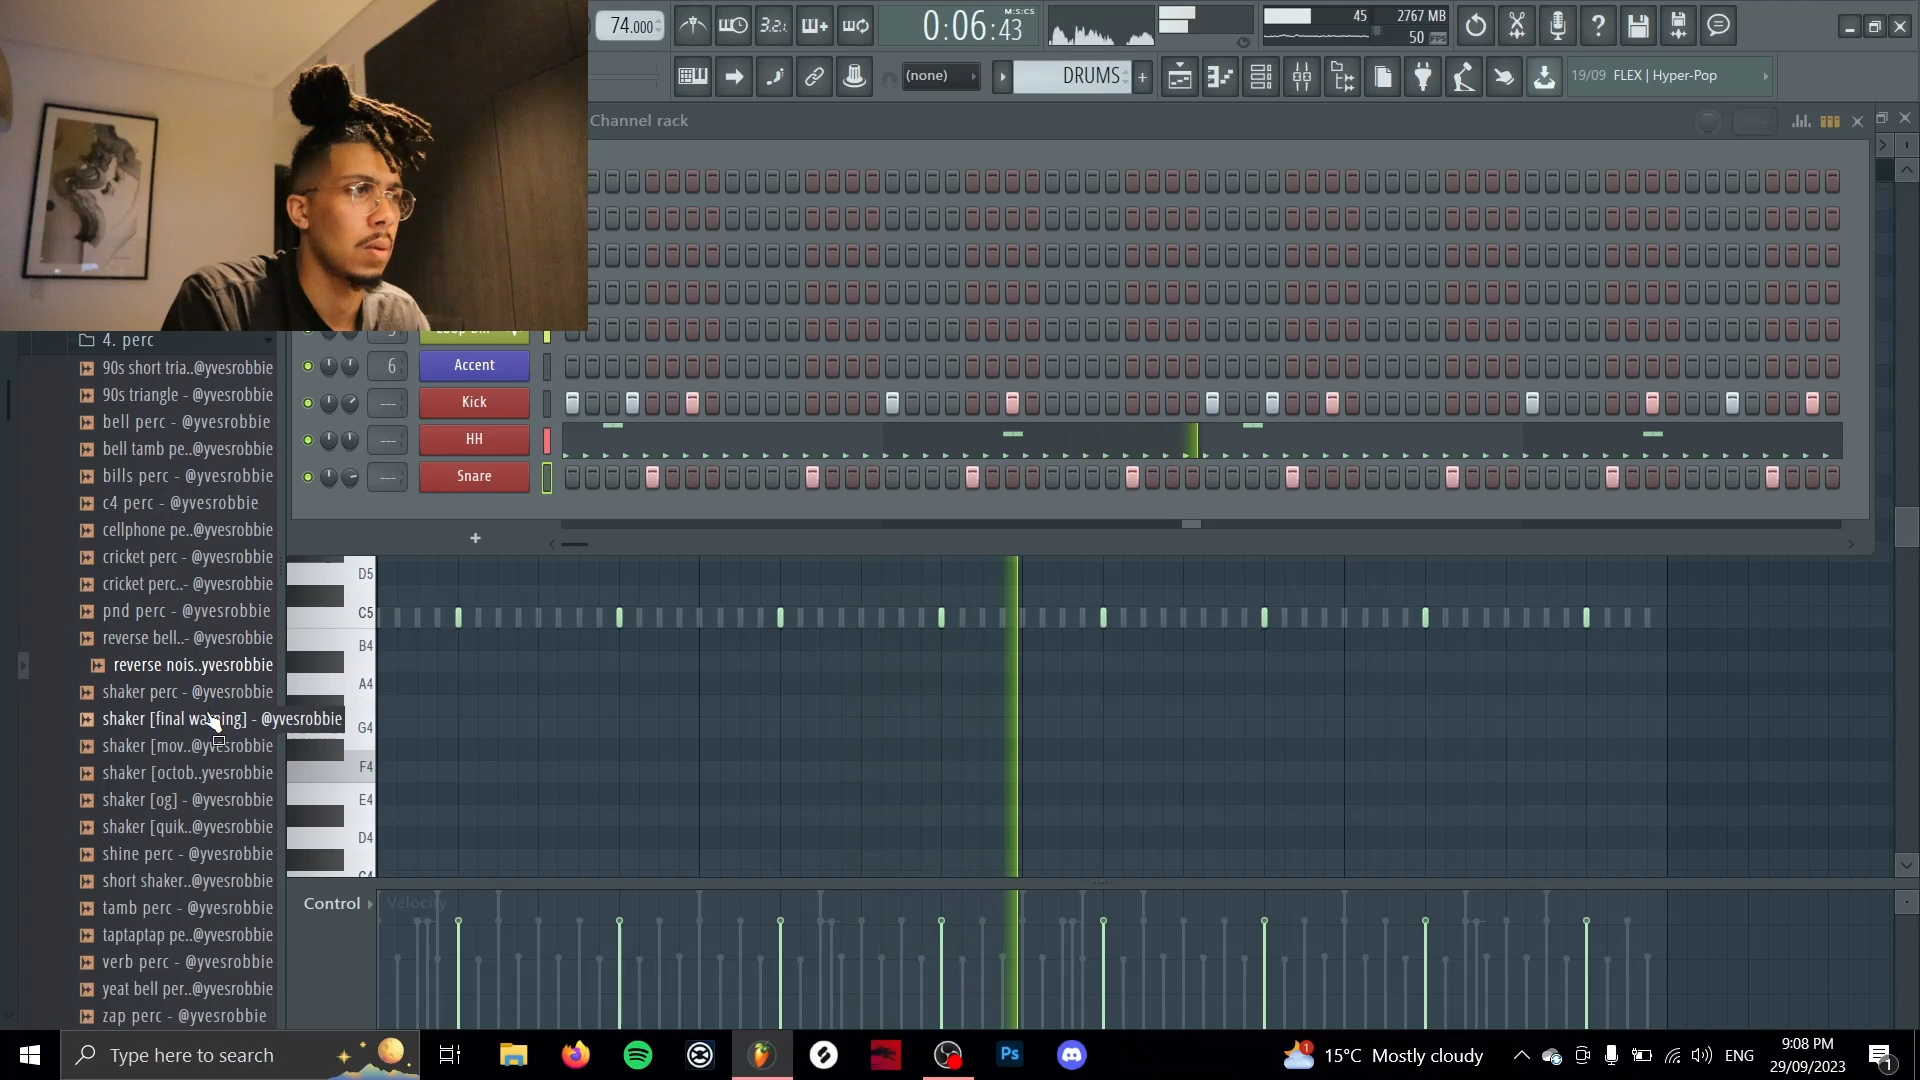 74.000
3.2:
0:06:43
M:S:CS
45
2767 MB
50 FPS
(none)
DRUMS
19/09 FLEX | Hyper-Pop
Channel rack
4. perc
90s short tria..@yvesrobbie
90s triangle - @yvesrobbie
bell perc - @yvesrobbie
bell tamb pe..@yvesrobbie
bills perc - @yvesrobbie
c4 perc - @yvesrobbie
cellphone pe..@yvesrobbie
cricket perc - @yvesrobbie
cricket perc..- @yvesrobbie
pnd perc - @yvesrobbie
reverse bell..- @yvesrobbie
reverse nois..yvesrobbie
shaker perc - @yvesrobbie
shaker [final warning] - @yvesrobbie
shaker [mov..@yvesrobbie
shaker [octob..yvesrobbie
shaker [og] - @yvesrobbie
shaker [quik..@yvesrobbie
shine perc - @yvesrobbie
short shaker..@yvesrobbie
tamb perc - @yvesrobbie
taptaptap pe..@yvesrobbie
verb perc - @yvesrobbie
yeat bell per..@yvesrobbie
zap perc - @yvesrobbie
6 Accent
--- Kick
--- HH
--- Snare
D5
C5
B4
A4
G4
F4
E4
D4
Control
Velocity
Type here to search
Ps
1
15°C Mostly cloudy
ENG
9:08 PM
29/09/2023
1